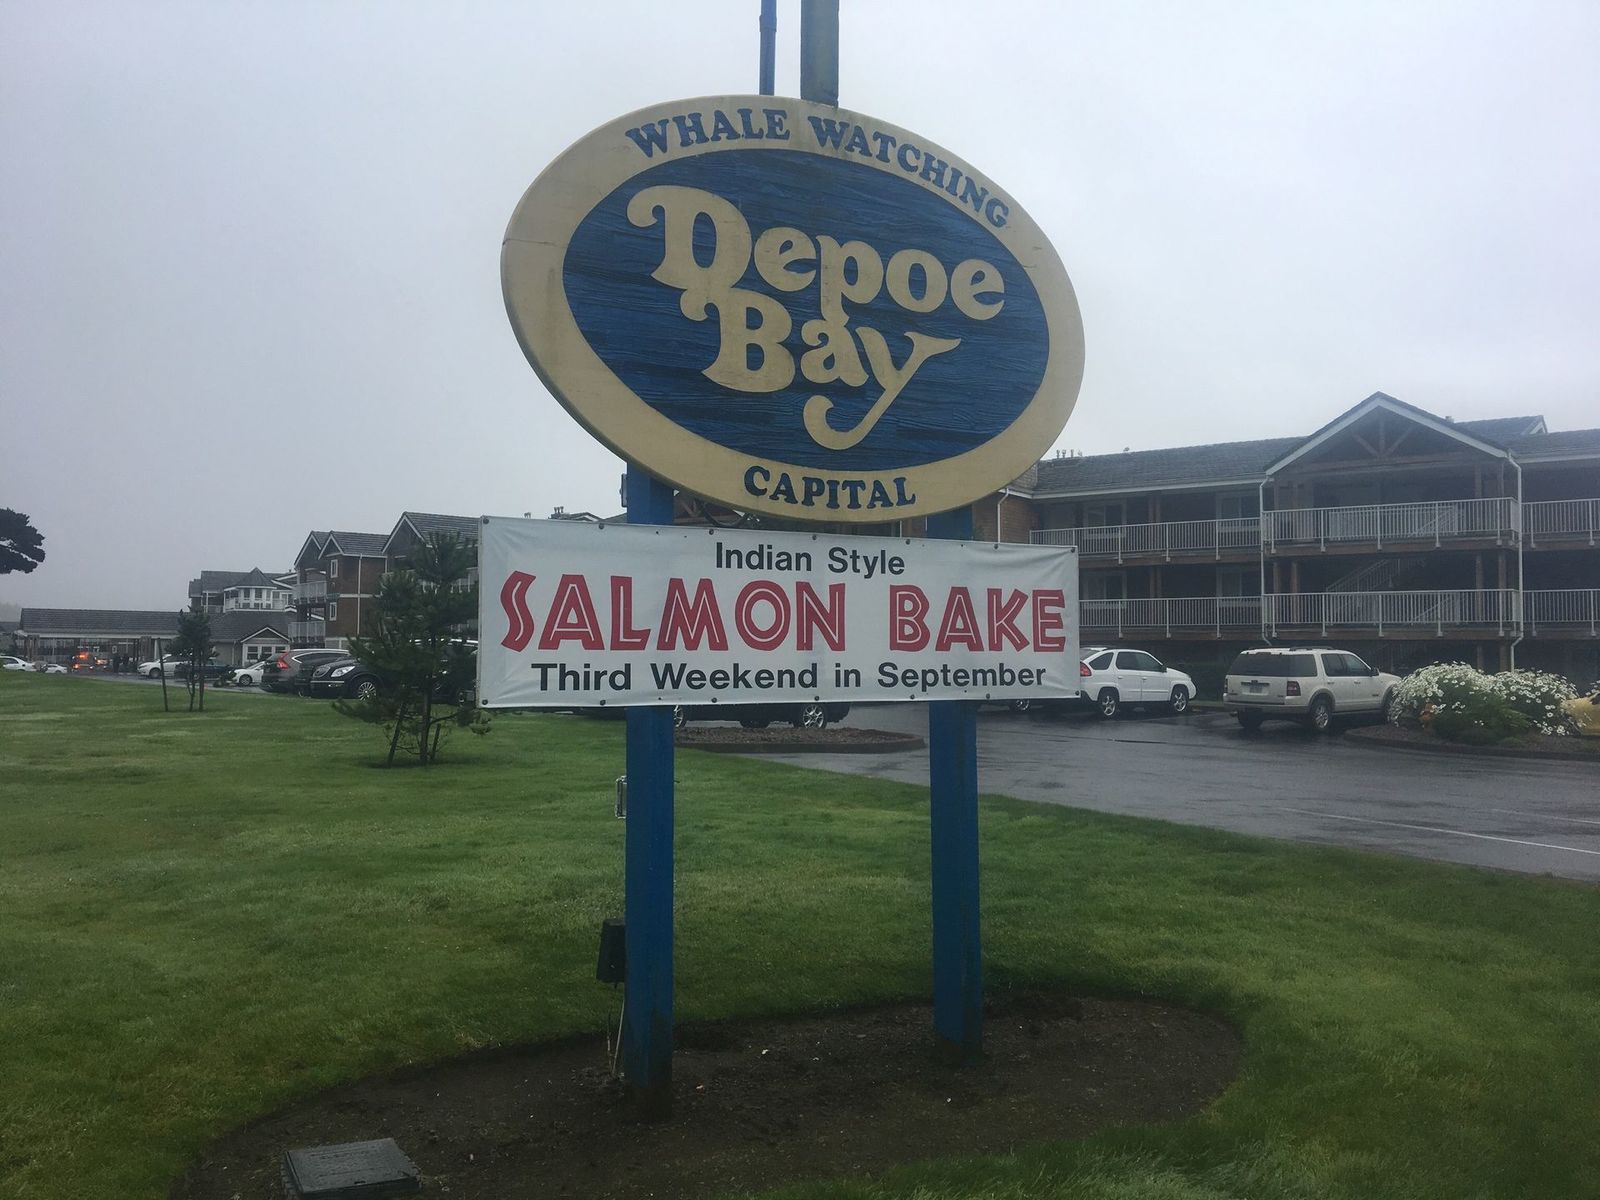 WHALE WATCHING
Depoe
Bay
CAPITAL
Indian Style
SALMON BAKE
Third Weekend in September